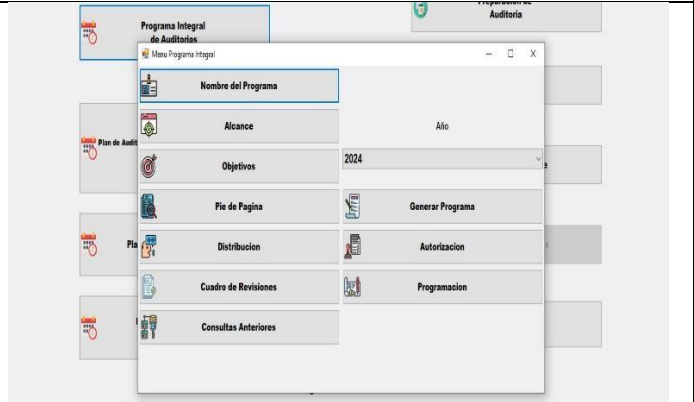 Programa Integral
de Auditorias
Preparación de
Auditoria
Menu Programa Integral
Nombre del Programa
Alcance
Año
Plan de Audit
Objetivos
2024
Pie de Pagina
Generar Programa
Pla
Distribucion
Autorizacion
Cuadro de Revisiones
Programacion
Consultas Anteriores